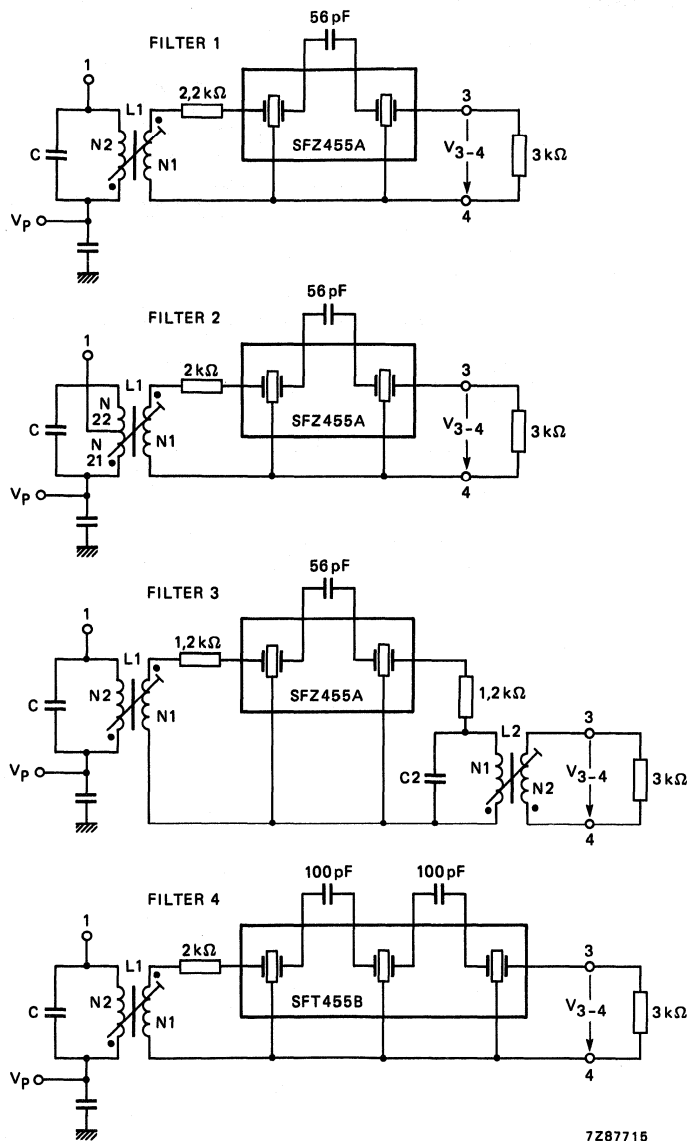 56 pF
FILTER 1
1
2,2 kΩ
L1
3
C
N2
N1
SFZ455A
V3-4
3 kΩ
4
Vp
56 pF
FILTER 2
1
2 kΩ
L1
3
C
N
22
N
21
N1
SFZ455A
V3-4
3 kΩ
4
Vp
56 pF
FILTER 3
1
1,2 kΩ
L1
C
N2
N1
SFZ455A
1,2 kΩ
L2
3
Vp
C2
N1
N2
V3-4
3 kΩ
4
100 pF
100 pF
FILTER 4
1
2 kΩ
L1
3
C
N2
N1
SFT455B
V3-4
3 kΩ
4
Vp
7Z87715